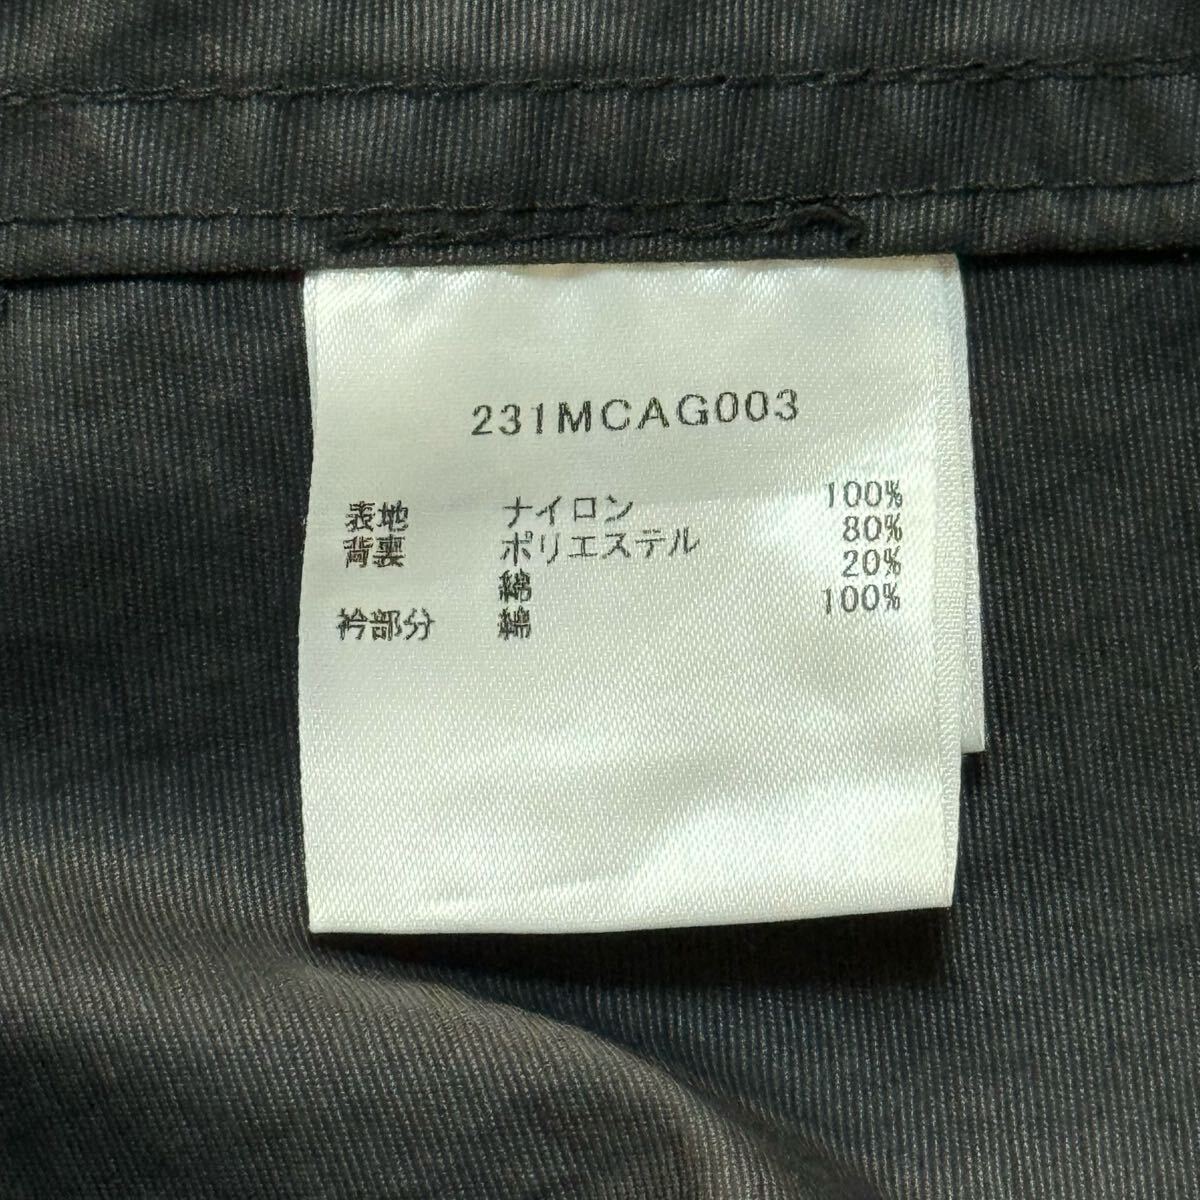 231MCAG003
表地 ナイロン 100%
背裏 ポリエステル 80%
綿 20%
衿部分 綿 100%